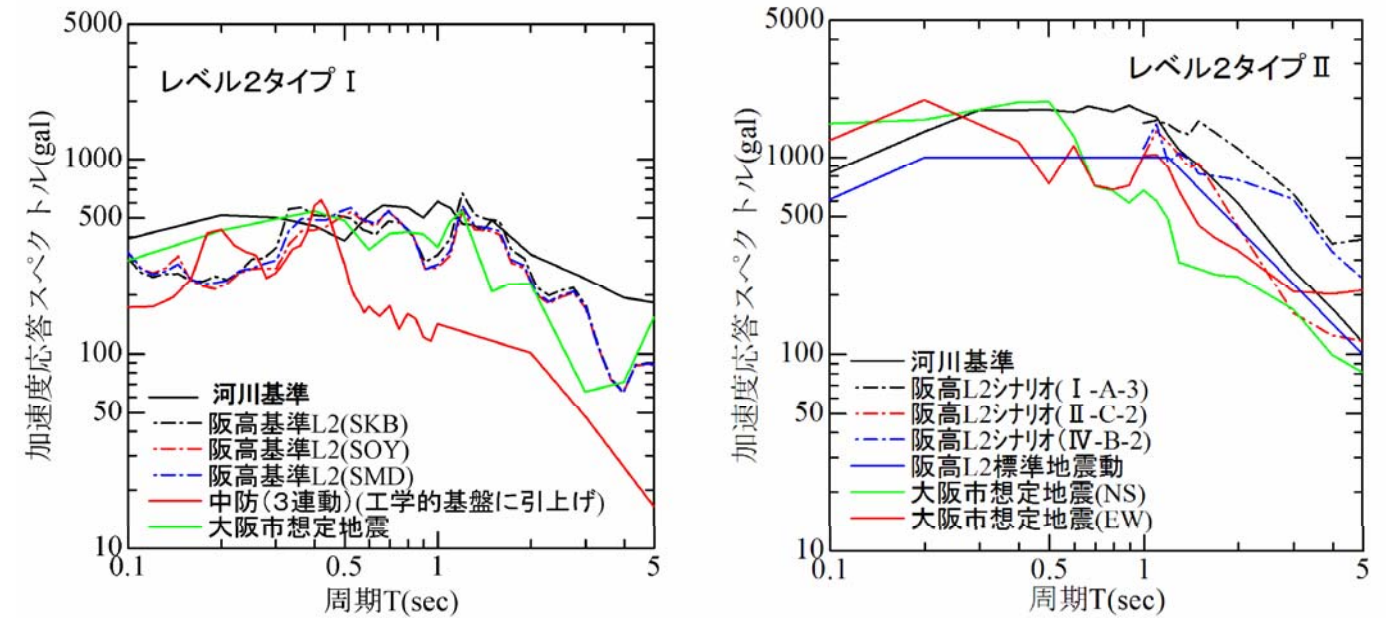 5000
1000
500
100
50
10
0.1
0.5
1
5
加速度応答スペクトル(gal)
周期T(sec)
レベル2タイプⅠ
河川基準
阪高基準L2(SKB)
阪高基準L2(SOY)
阪高基準L2(SMD)
中防(3連動)(工学的基盤に引上げ)
大阪市想定地震
5000
1000
500
100
50
10
0.1
0.5
1
5
加速度応答スペクトル(gal)
周期T(sec)
レベル2タイプⅡ
河川基準
阪高L2シナリオ(Ⅰ-A-3)
阪高L2シナリオ(Ⅱ-C-2)
阪高L2シナリオ(Ⅳ-B-2)
阪高L2標準地震動
大阪市想定地震(NS)
大阪市想定地震(EW)